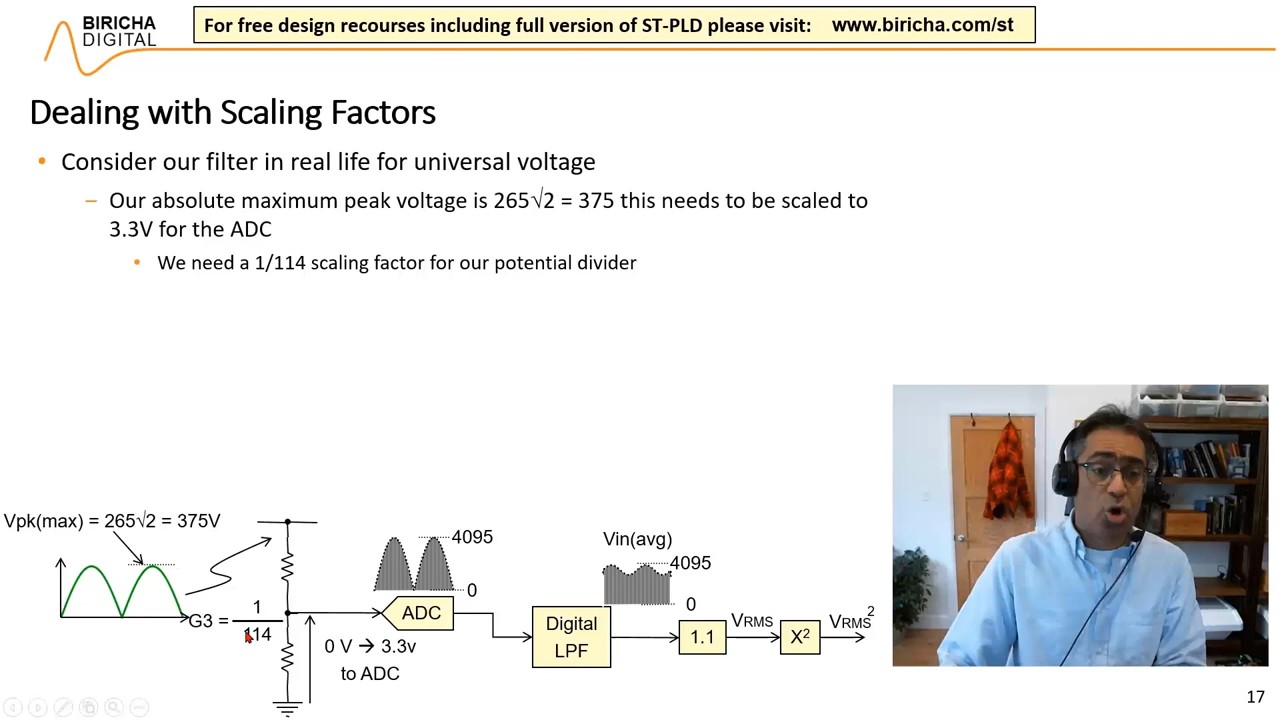 BIRICHA
DIGITAL
For free design recourses including full version of ST-PLD please visit: www.biricha.com/st
Dealing with Scaling Factors
• Consider our filter in real life for universal voltage
– Our absolute maximum peak voltage is 265√2 = 375 this needs to be scaled to
3.3V for the ADC
• We need a 1/114 scaling factor for our potential divider
Vpk(max) = 265√2 = 375V
G3 = 1
114
4095
0
ADC
0 V → 3.3v
to ADC
Digital
LPF
Vin(avg)
4095
0
1.1
VRMS
X²
VRMS²
17